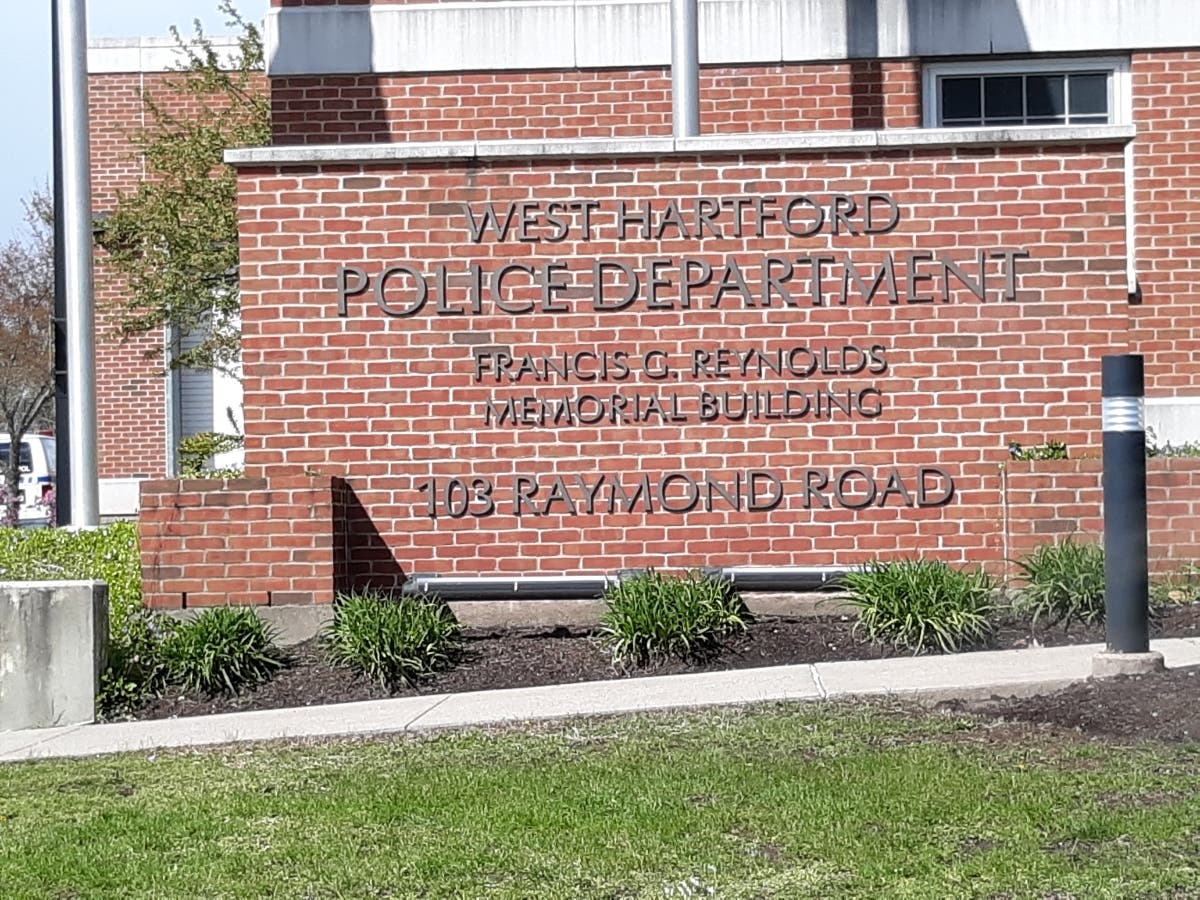 WEST HARTFORD
POLICE DEPARTMENT
FRANCIS G. REYNOLDS
MEMORIAL BUILDING
103 RAYMOND ROAD